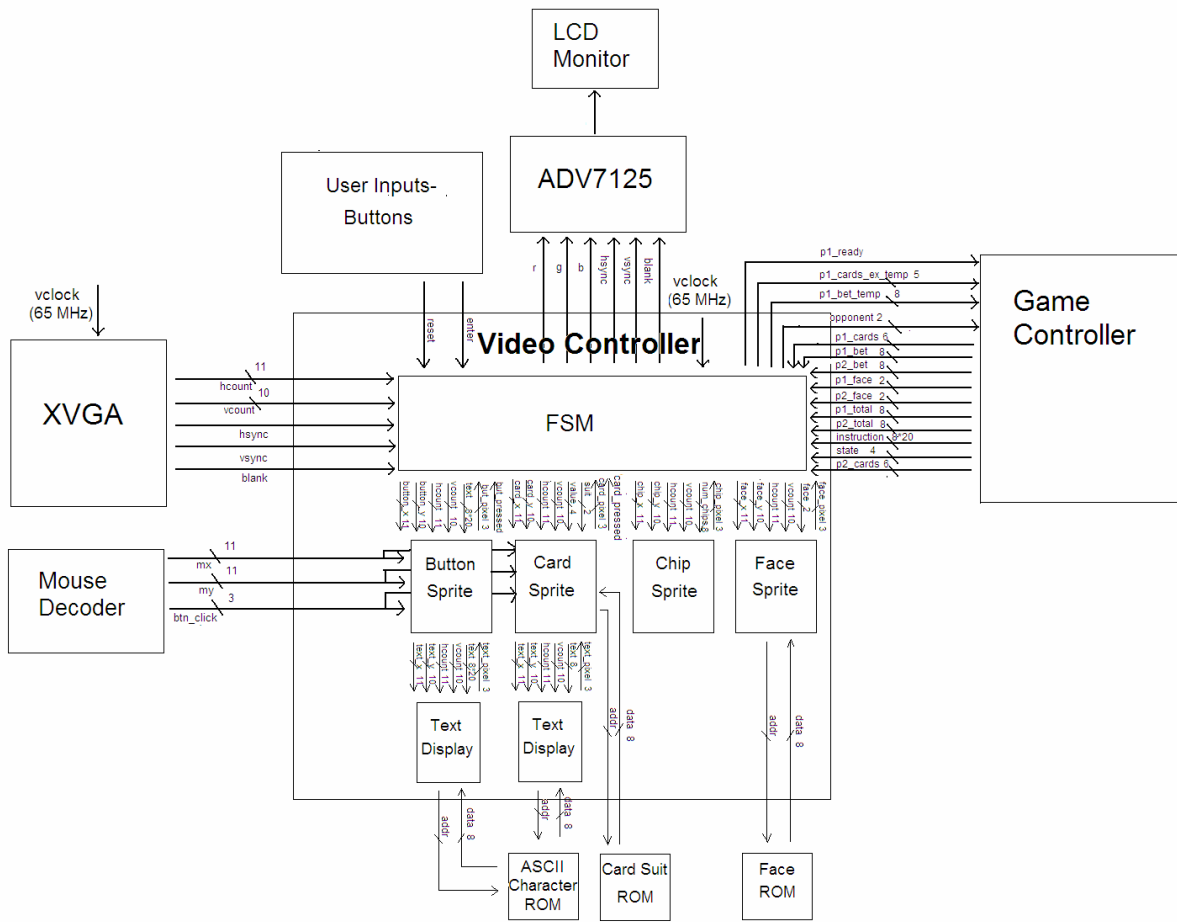 LCD
Monitor
ADV7125
User Inputs-
Buttons
r
g
b
hsync
vsync
blank
vclock
(65 MHz)
vclock
(65 MHz)
reset
enter
Video Controller
p1_ready
p1_cards_ex_temp 5
p1_bet_temp 8
opponent 2
p1_cards 6
p1_bet 8
p2_bet 8
p1_face 2
p2_face 2
p1_total 8
p2_total 8
instruction 8*20
state 4
p2_cards 6
Game
Controller
XVGA
11
hcount
10
vcount
hsync
vsync
blank
FSM
button_x 11
button_y 10
hcount 11
vcount 10
text 8*20
but_pixel 3
but_pressed
card_x 11
card_y 10
hcount 11
vcount 10
value 4
suit 2
card_pixel 3
card_pressed
chip_x 11
chip_y 10
hcount 11
vcount 10
num_chips 8
chip_pixel 3
face_x 11
face_y 10
hcount 11
vcount 10
face 2
face_pixel 3
Mouse
Decoder
11
mx
11
my
3
btn_click
Button
Sprite
Card
Sprite
Chip
Sprite
Face
Sprite
text_x 11
text_y 10
hcount 11
vcount 10
text 8*20
text_pixel 3
text_x 11
text_y 10
hcount 11
vcount 10
text 8
text_pixel 3
Text
Display
Text
Display
addr
data 8
addr
data 8
addr
data 8
addr
data 8
ASCII
Character
ROM
Card Suit
ROM
Face
ROM